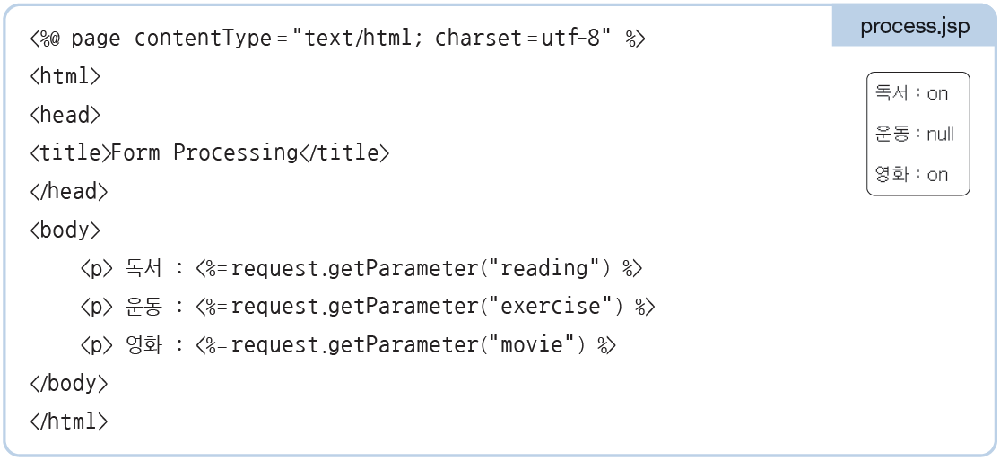 process.jsp
<%@ page contentType="text/html; charset=utf-8" %>
<html>
<head>
<title>Form Processing</title>
</head>
<body>
<p> 독서 : <%=request.getParameter("reading") %>
<p> 운동 : <%=request.getParameter("exercise") %>
<p> 영화 : <%=request.getParameter("movie") %>
</body>
</html>
독서 : on
운동 : null
영화 : on